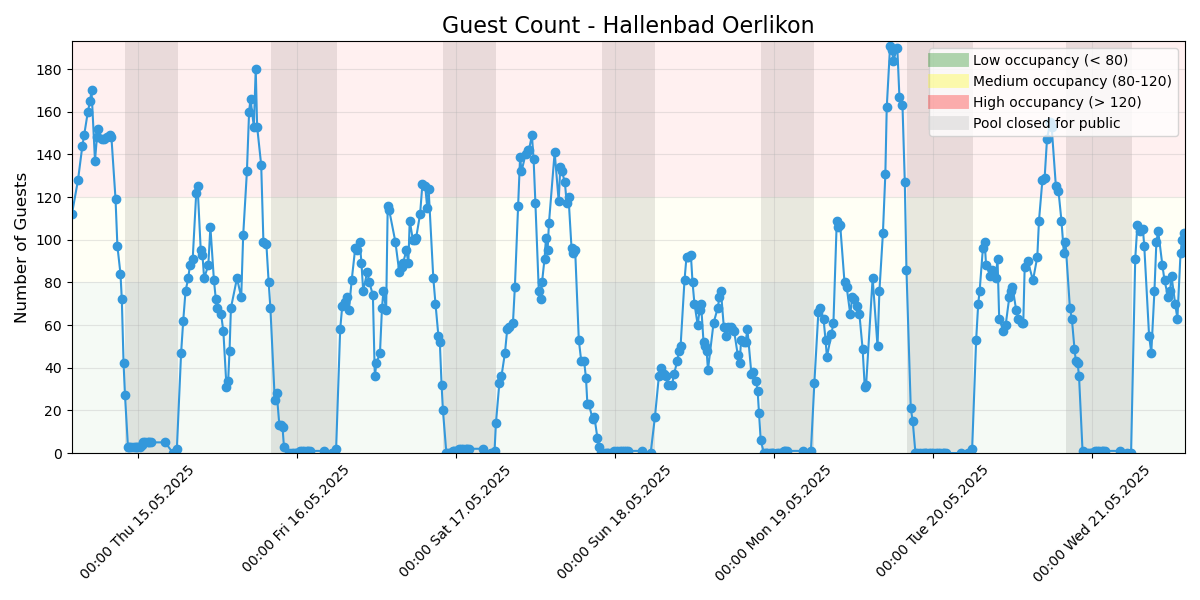 Guest Count - Hallenbad Oerlikon
Number of Guests
180
160
140
120
100
80
60
40
20
0
Low occupancy (< 80)
Medium occupancy (80-120)
High occupancy (> 120)
Pool closed for public
00:00 Thu 15.05.2025
00:00 Fri 16.05.2025
00:00 Sat 17.05.2025
00:00 Sun 18.05.2025
00:00 Mon 19.05.2025
00:00 Tue 20.05.2025
00:00 Wed 21.05.2025